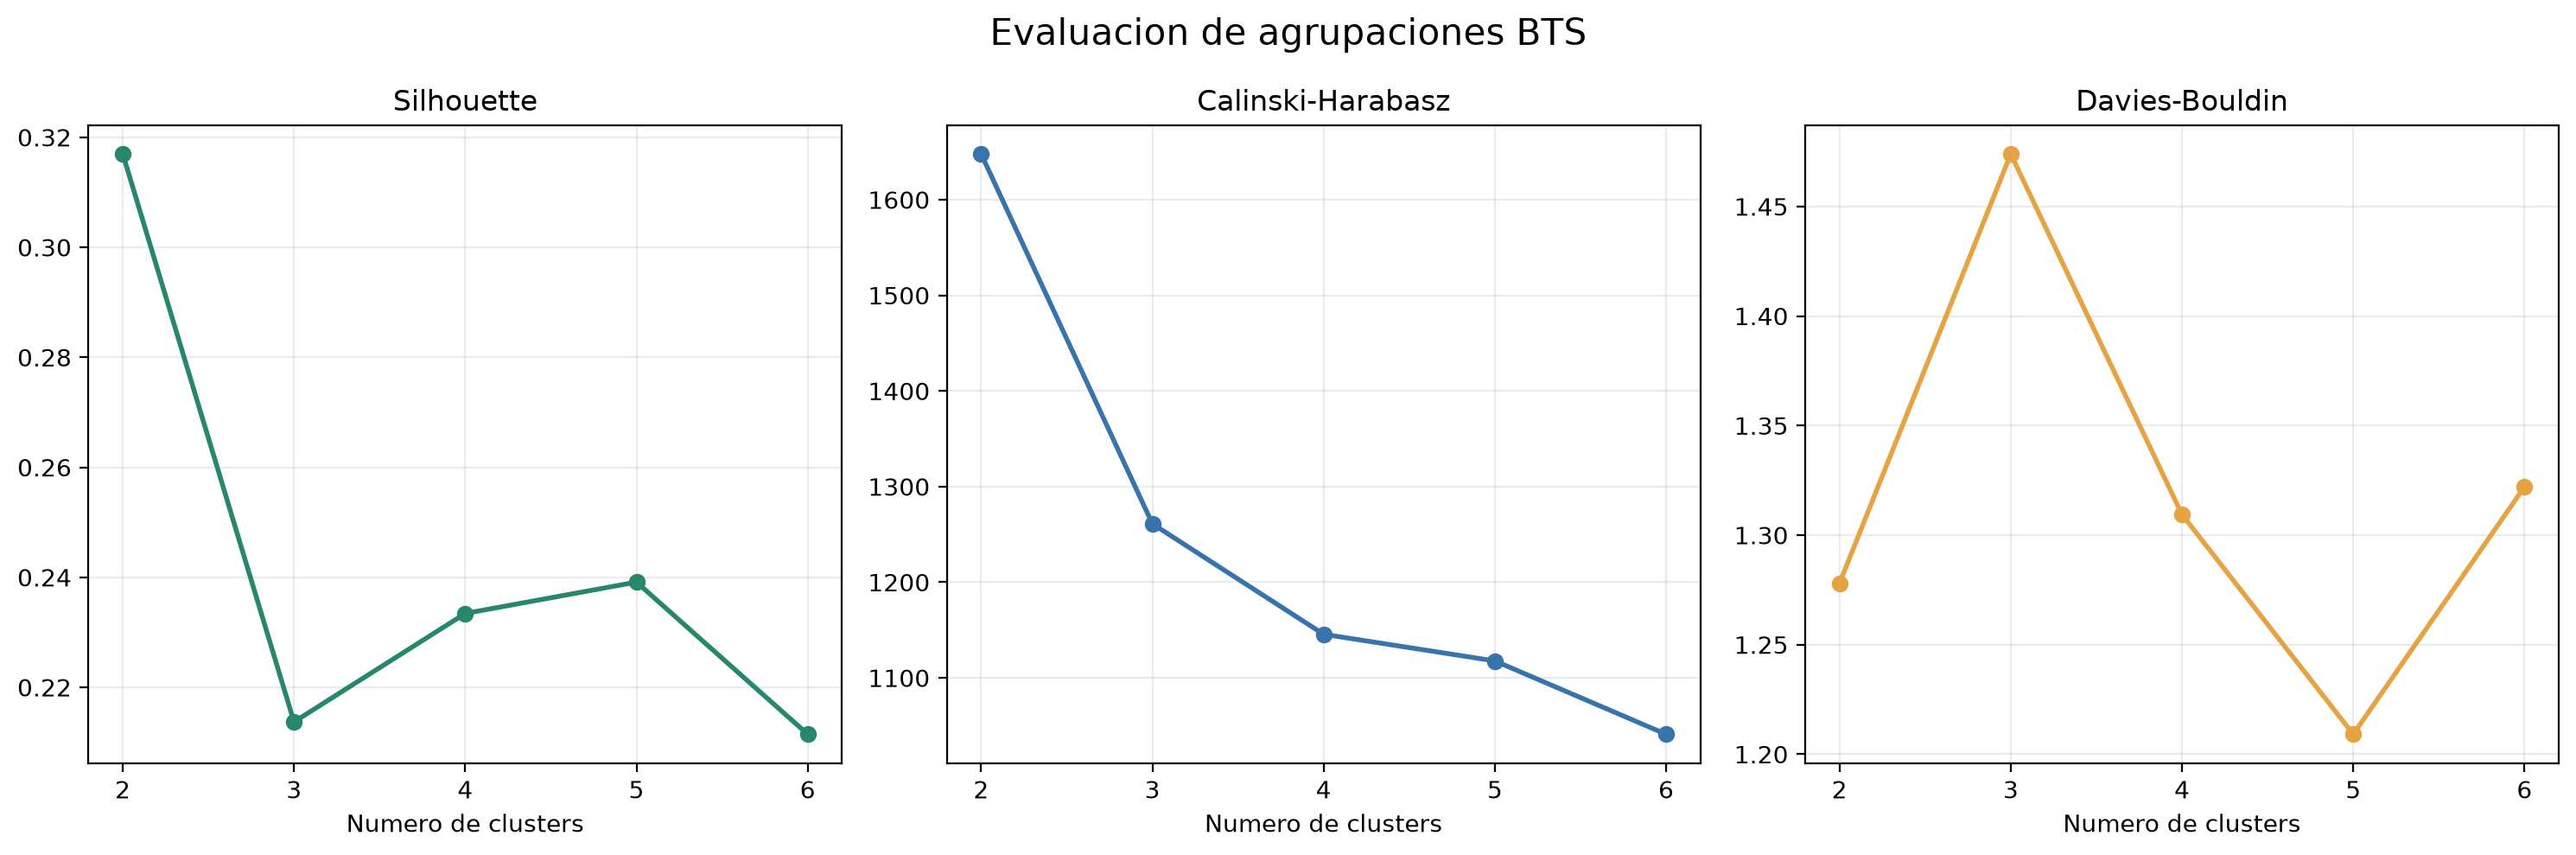 Evaluacion de agrupaciones BTS
Silhouette
0.32
0.30
0.28
0.26
0.24
0.22
2 3 4 5 6
Numero de clusters
Calinski-Harabasz
1600
1500
1400
1300
1200
1100
2 3 4 5 6
Numero de clusters
Davies-Bouldin
1.45
1.40
1.35
1.30
1.25
1.20
2 3 4 5 6
Numero de clusters